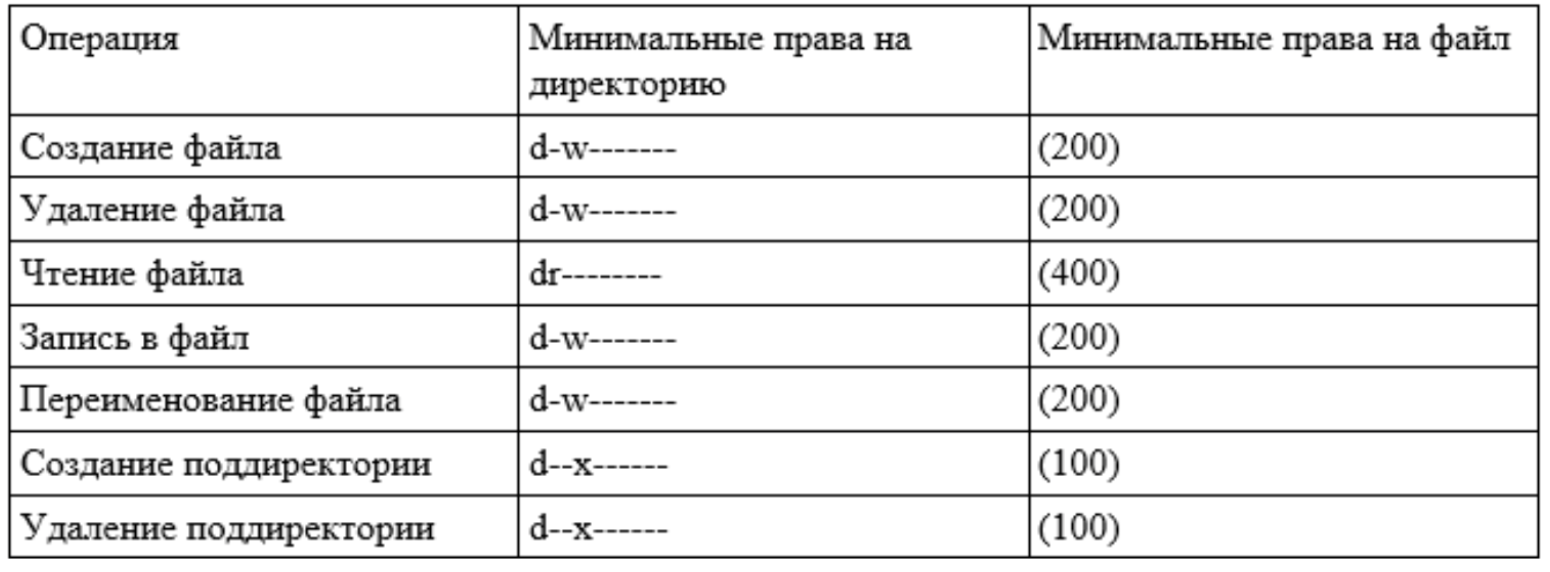 Операция Минимальные права на Минимальные права на файл
директорию
Создание файла d-w------- (200)
Удаление файла d-w------- (200)
Чтение файла dr-------- (400)
Запись в файл d-w------- (200)
Переименование файла d-w------- (200)
Создание поддиректории d--x------ (100)
Удаление поддиректории d--x------ (100)